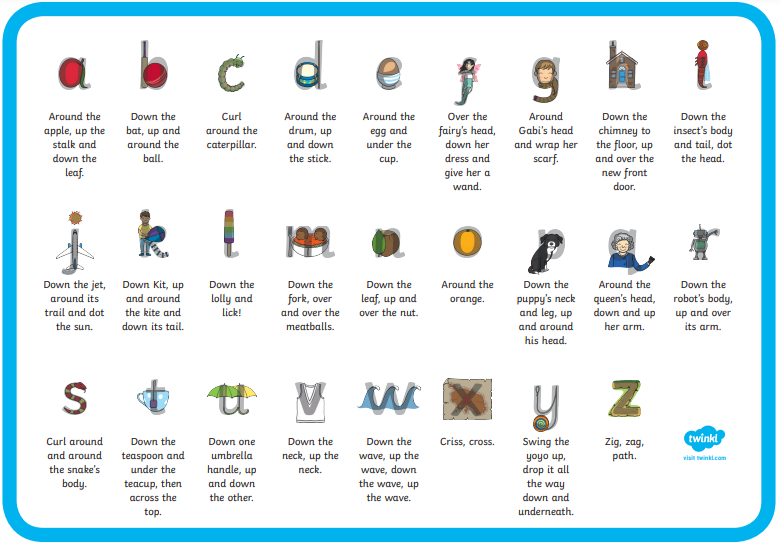 Around the
apple, up the
stalk and
down the
leaf.
Down the
bat, up and
around the
ball.
Curl
around the
caterpillar.
Around the
drum, up
and down
the stick.
Around the
egg and
under the
cup.
Over the
fairy's head,
down her
dress and
give her a
wand.
Around
Gabi's head
and wrap her
scarf.
Down the
chimney to
the floor, up
and over the
new front
door.
Down the
insect's body
and tail, dot
the head.
Down the jet,
around its
trail and dot
the sun.
Down Kit, up
and around
the kite and
down its tail.
Down the
lolly and
lick!
Down the
fork, over
and over the
meatballs.
Down the
leaf, up and
over the nut.
Around the
orange.
Down the
puppy's neck
and leg, up
and around
his head.
Around the
queen's head,
down and up
her arm.
Down the
robot's body,
up and over
its arm.
Curl around
and around
the snake's
body.
Down the
teaspoon and
under the
teacup, then
across the
top.
Down one
umbrella
handle, up
and down
the other.
Down the
neck, up the
neck.
Down the
wave, up the
wave, down
the wave, up
the wave.
Criss, cross.
Swing the
yoyo up,
drop it all
the way
down and
underneath.
Zig, zag,
path.
twinkl
visit twinkl.com